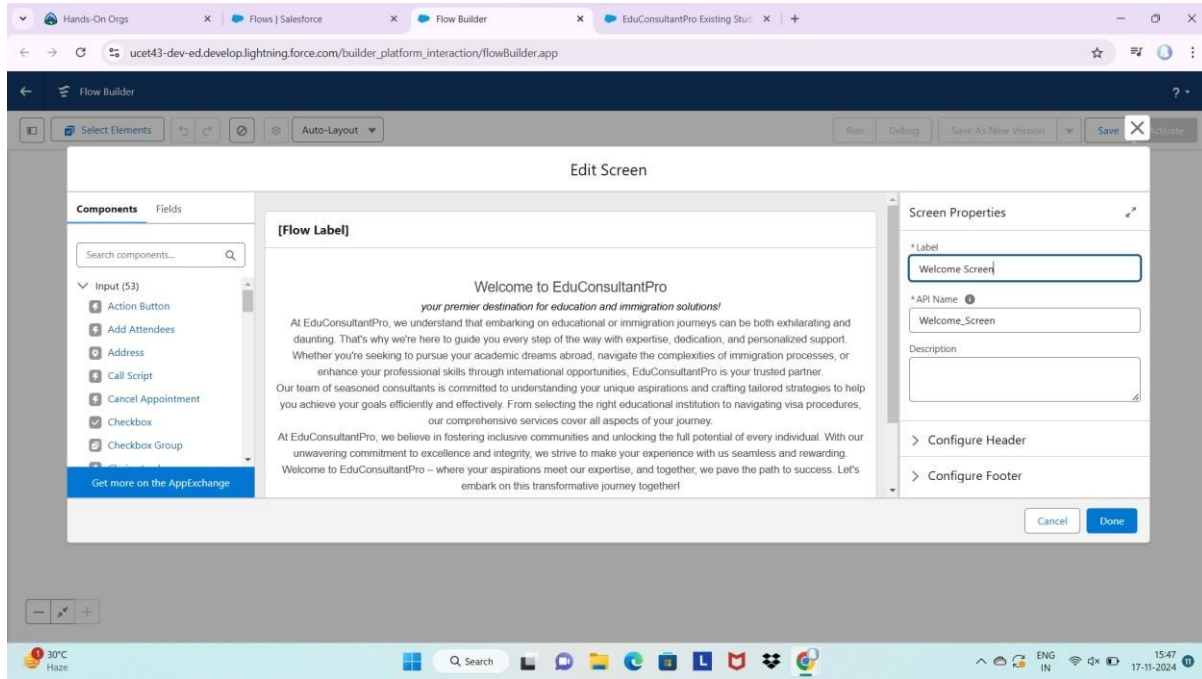 Hands-On Orgs
Flows | Salesforce
Flow Builder
EduConsultantPro Existing Stud
ucet43-dev-ed.develop.lightning.force.com/builder_platform_interaction/flowBuilder.app
Flow Builder
?
Select Elements
Auto-Layout
Run
Debug
Save As New Version
Save
Activate
Edit Screen
Components
Fields
Search components...
Input (53)
Action Button
Add Attendees
Address
Call Script
Cancel Appointment
Checkbox
Checkbox Group
Get more on the AppExchange
[Flow Label]
Welcome to EduConsultantPro
your premier destination for education and immigration solutions!
At EduConsultantPro, we understand that embarking on educational or immigration journeys can be both exhilarating and
daunting. That's why we're here to guide you every step of the way with expertise, dedication, and personalized support.
Whether you're seeking to pursue your academic dreams abroad, navigate the complexities of immigration processes, or
enhance your professional skills through international opportunities, EduConsultantPro is your trusted partner.
Our team of seasoned consultants is committed to understanding your unique aspirations and crafting tailored strategies to help
you achieve your goals efficiently and effectively. From selecting the right educational institution to navigating visa procedures,
our comprehensive services cover all aspects of your journey.
At EduConsultantPro, we believe in fostering inclusive communities and unlocking the full potential of every individual. With our
unwavering commitment to excellence and integrity, we strive to make your experience with us seamless and rewarding.
Welcome to EduConsultantPro – where your aspirations meet our expertise, and together, we pave the path to success. Let's
embark on this transformative journey together!
Screen Properties
*Label
Welcome Screen
*API Name
Welcome_Screen
Description
Configure Header
Configure Footer
Cancel
Done
1
30°C
Haze
Search
L
ENG
IN
15:47
17-11-2024